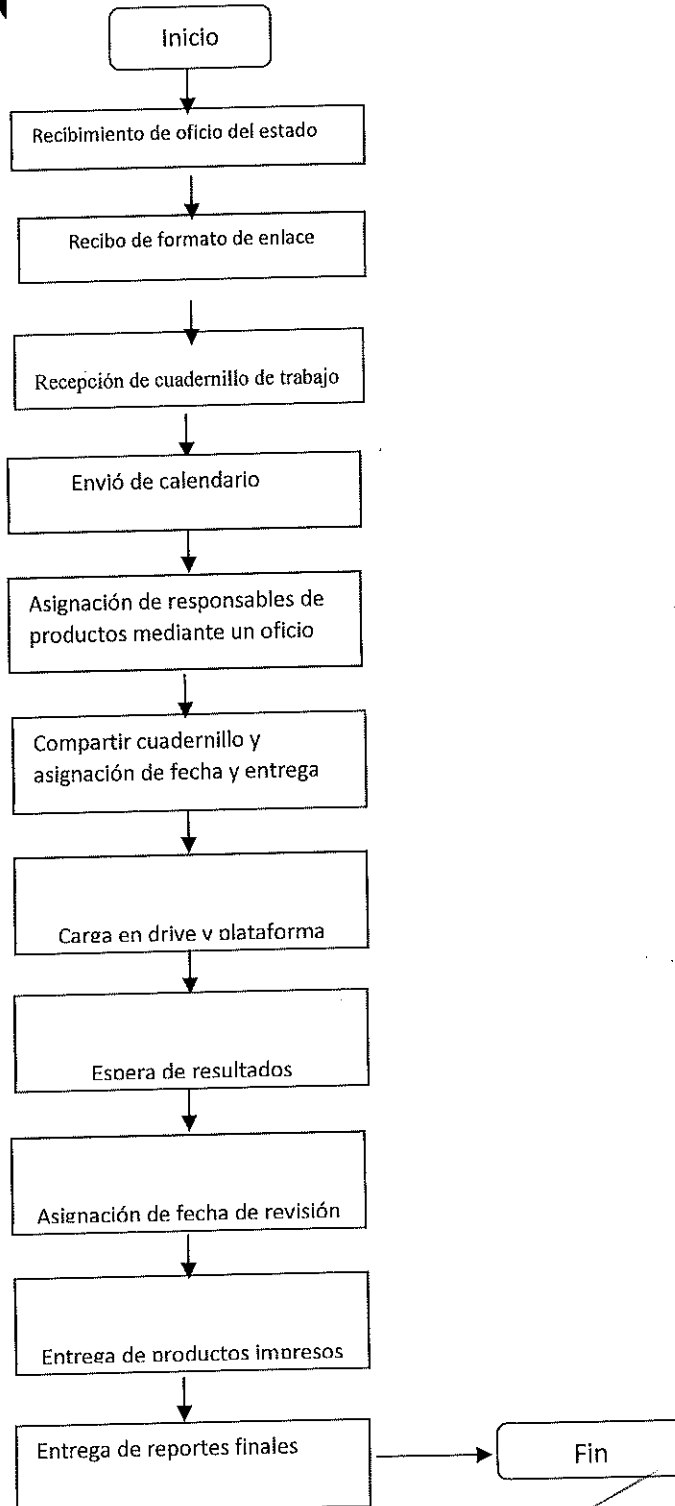 Inicio
Recibimiento de oficio del estado
Recibo de formato de enlace
Recepción de cuadernillo de trabajo
Envió de calendario
Asignación de responsables de
productos mediante un oficio
Compartir cuadernillo y
asignación de fecha y entrega
Carga en drive y plataforma
Espera de resultados
Asignación de fecha de revisión
Entrega de productos impresos
Entrega de reportes finales
Fin